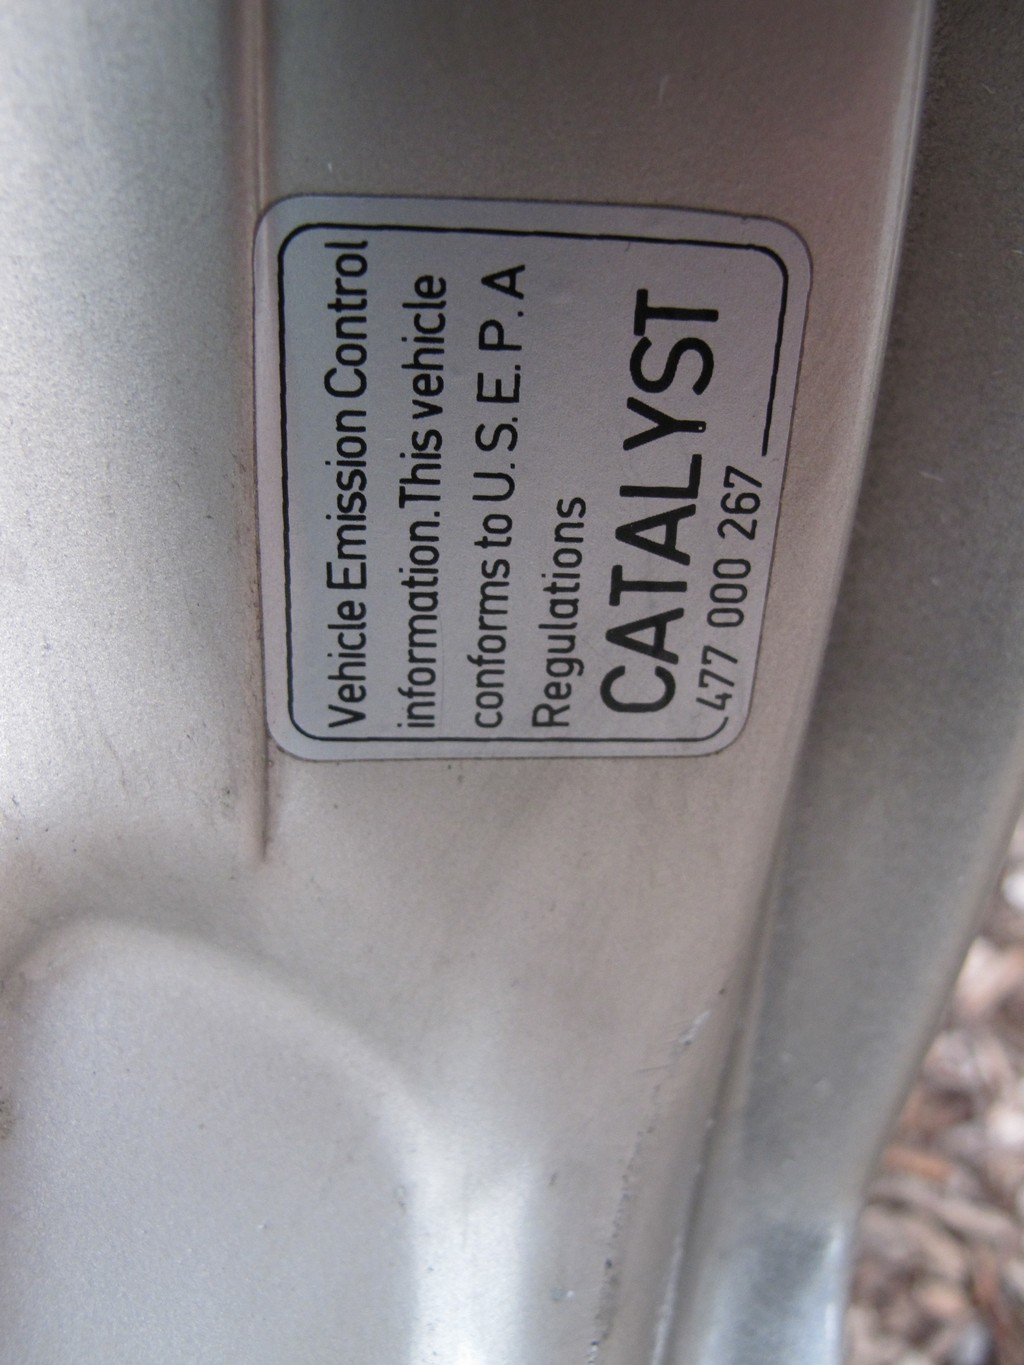 Vehicle Emission Control
information. This vehicle
conforms to U.S.E.P.A
Regulations
CATALYST
477 000 267